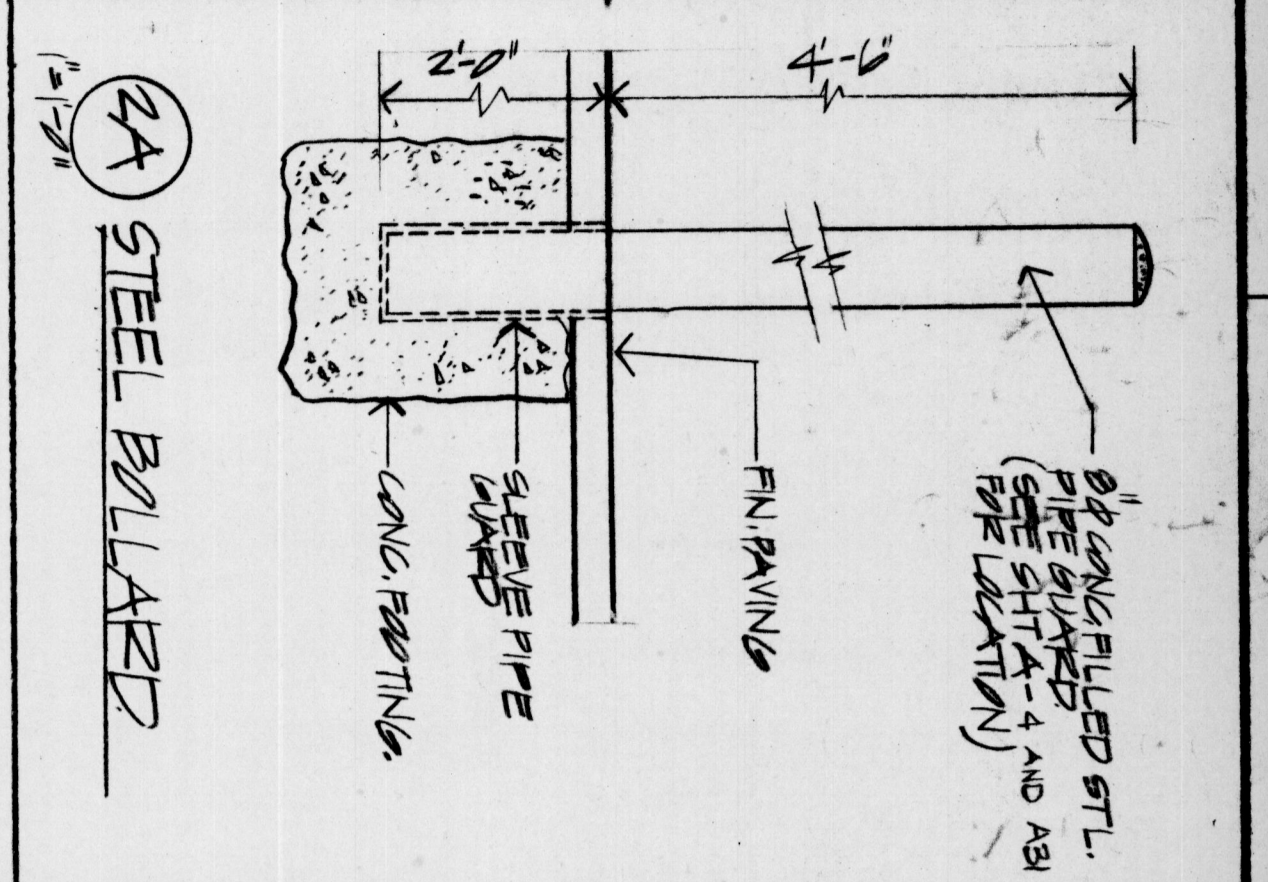 8"φ CONC. FILLED STL.
PIPE GUARD
(SEE SHT A-4 AND A31
FOR LOCATION)
4'-6"
FIN. PAVING
2'-0"
SLEEVE PIPE
GUARD
CONC. FOOTING.
2A STEEL BOLLARD
1"=1'-0"